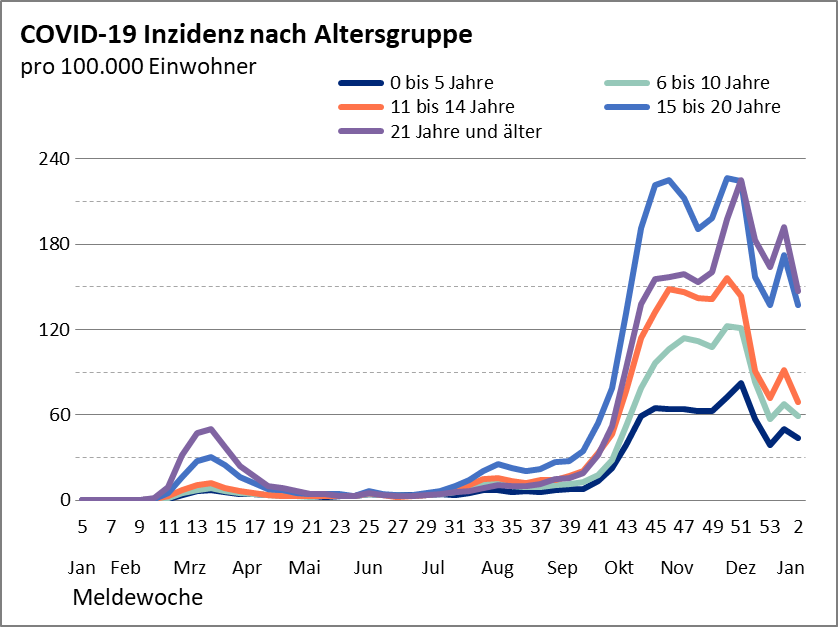 COVID-19 Inzidenz nach Altersgruppe
pro 100.000 Einwohner
0 bis 5 Jahre
6 bis 10 Jahre
11 bis 14 Jahre
15 bis 20 Jahre
21 Jahre und älter
240
180
120
60
0
5 7 9 11 13 15 17 19 21 23 25 27 29 31 33 35 37 39 41 43 45 47 49 51 53 2
Jan Feb Mrz Apr Mai Jun Jul Aug Sep Okt Nov Dez Jan
Meldewoche